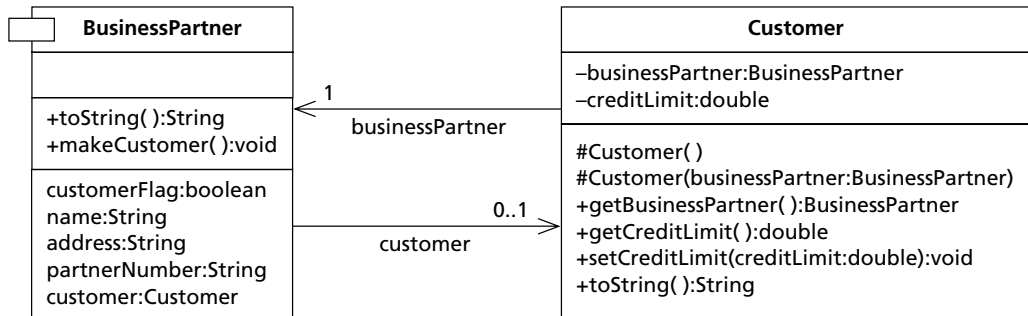 BusinessPartner
+toString( ):String
+makeCustomer( ):void
customerFlag:boolean
name:String
address:String
partnerNumber:String
customer:Customer
1
businessPartner
0..1
customer
Customer
–businessPartner:BusinessPartner
–creditLimit:double
#Customer( )
#Customer(businessPartner:BusinessPartner)
+getBusinessPartner( ):BusinessPartner
+getCreditLimit( ):double
+setCreditLimit(creditLimit:double):void
+toString( ):String